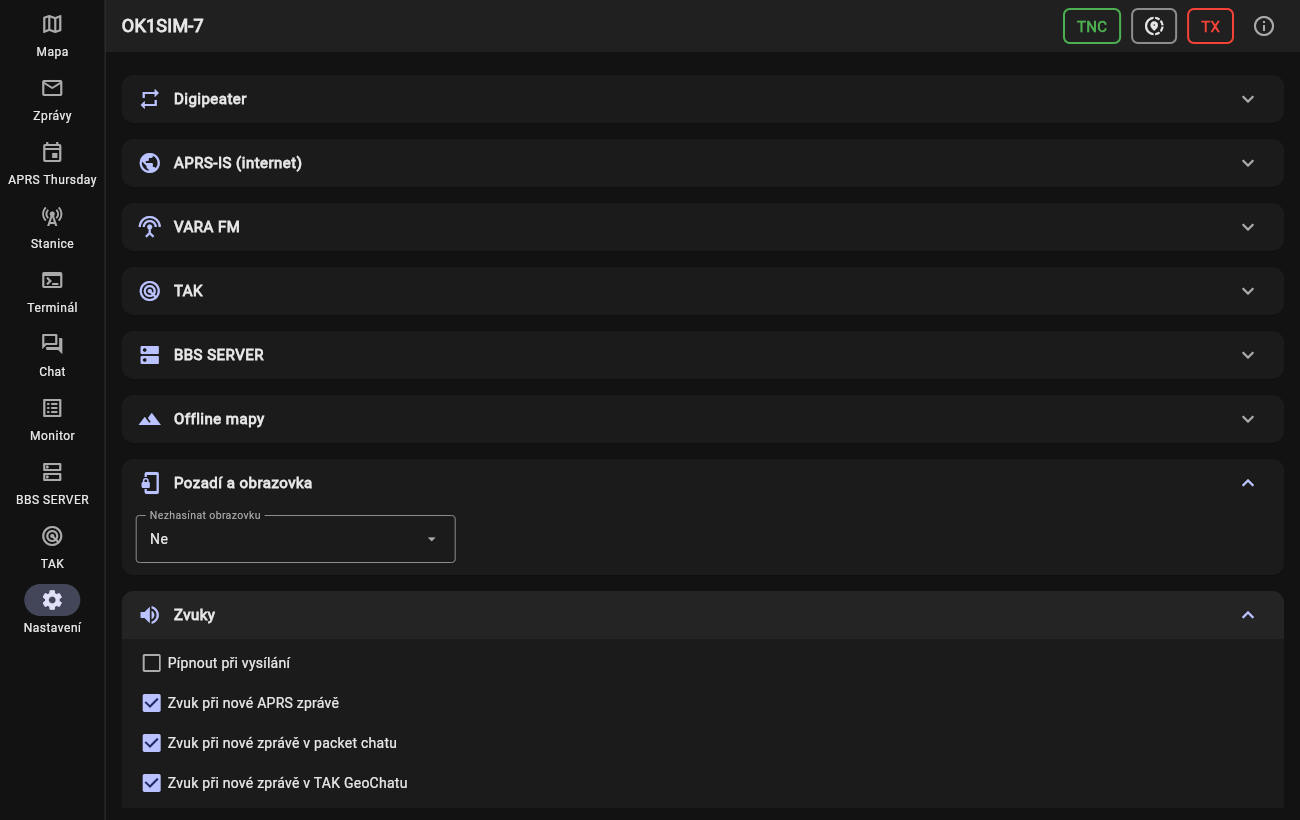 OK1SIM-7
TNC
TX
Mapa
Zprávy
APRS Thursday
Stanice
Terminál
Chat
Monitor
BBS SERVER
TAK
Nastavení
Digipeater
APRS-IS (internet)
VARA FM
TAK
BBS SERVER
Offline mapy
Pozadí a obrazovka
Nezhasínat obrazovku
Ne
Zvuky
Pípnout při vysílání
Zvuk při nové APRS zprávě
Zvuk při nové zprávě v packet chatu
Zvuk při nové zprávě v TAK GeoChatu